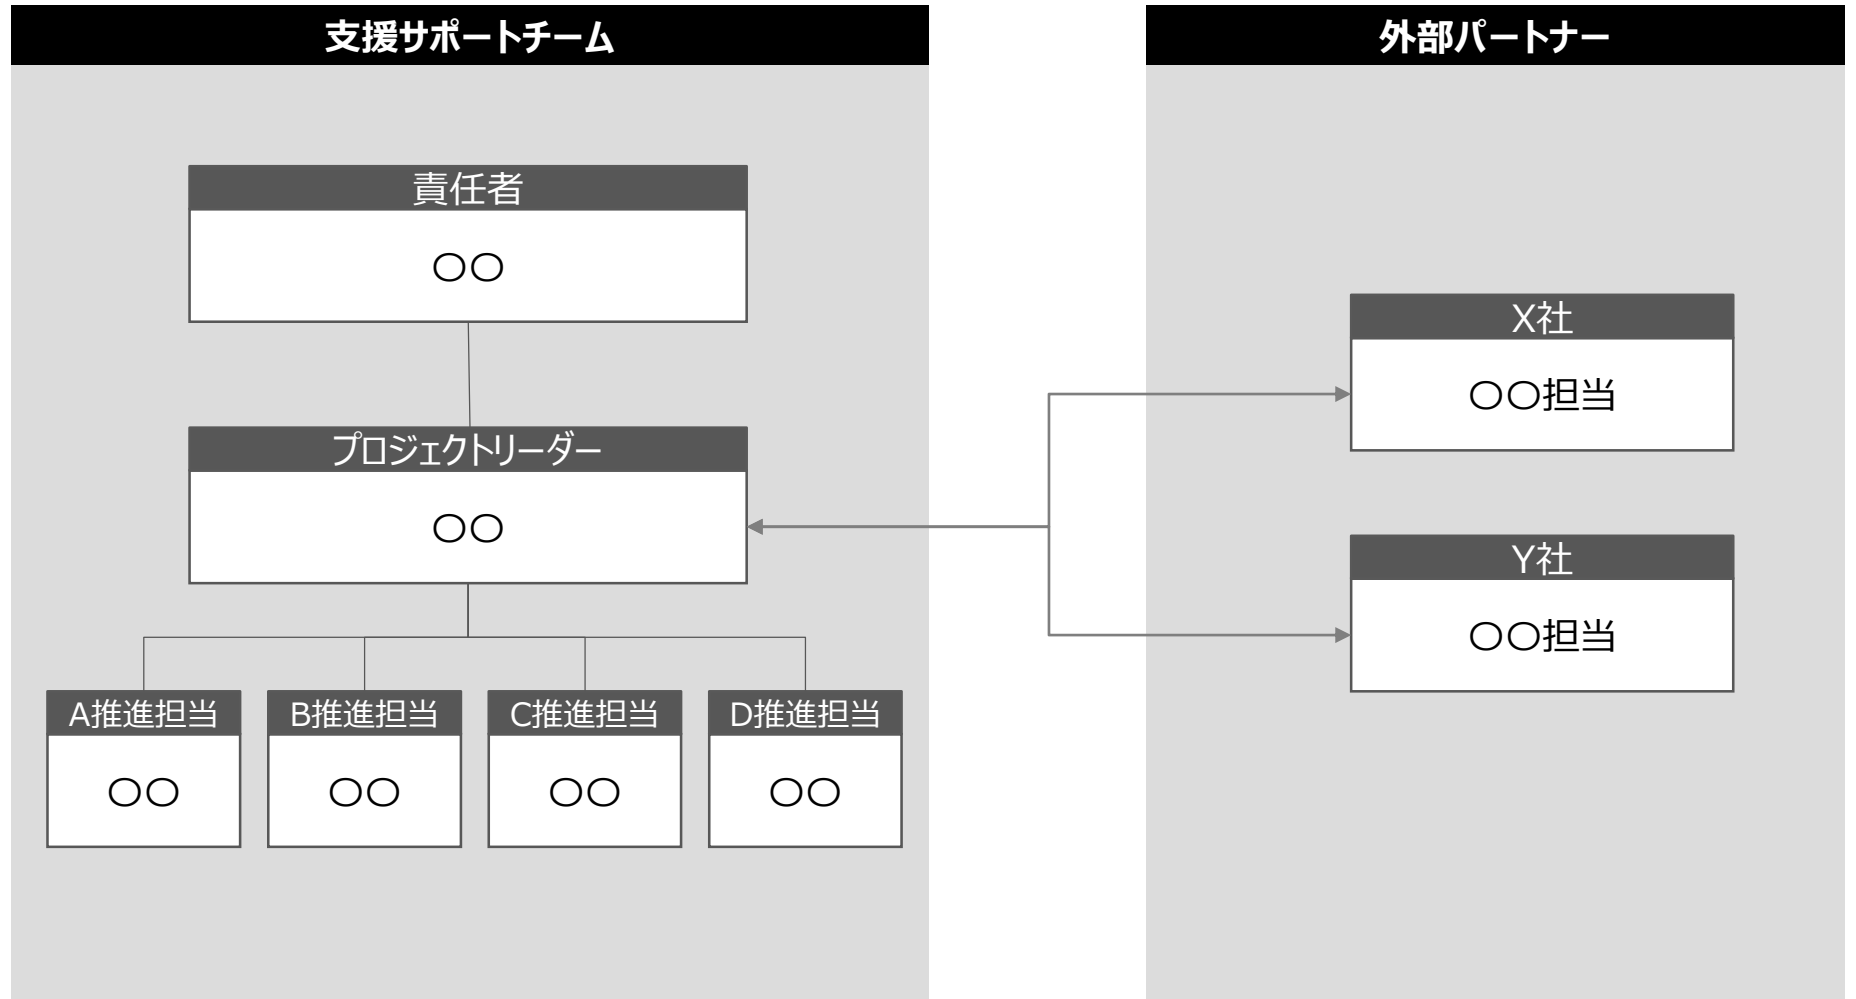 支援サポートチーム
責任者
〇〇
プロジェクトリーダー
〇〇
A推進担当
〇〇
B推進担当
〇〇
C推進担当
〇〇
D推進担当
〇〇
外部パートナー
X社
〇〇担当
Y社
〇〇担当